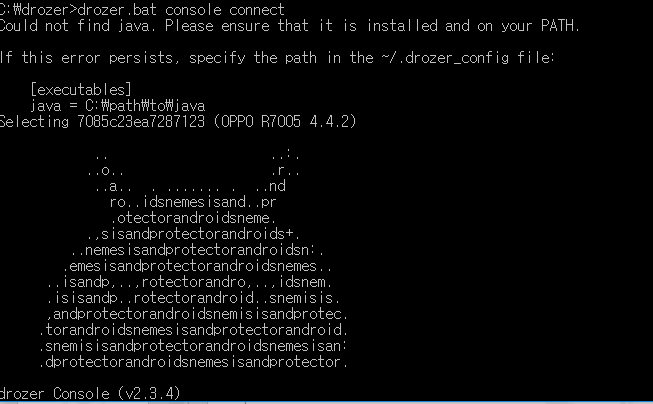 C:₩drozer>drozer.bat console connect
Could not find java. Please ensure that it is installed and on your PATH.
If this error persists, specify the path in the ~/.drozer_config file:
[executables]
java = C:₩path₩to₩java
Selecting 7085c23ea7287123 (OPPO R7005 4.4.2)
..                    ..:.
..o..                  .r..
..a..  . ....... .  ..nd
ro..idsnemesisand..pr
.otectorandroidsneme.
.,sisandprotectorandroids+.
..nemesisandprotectorandroidsn:.
.emesisandprotectorandroidsnemes..
..isandp,..,rotectorandro,..,idsnem.
.isisandp..rotectorandroid..snemisis.
,andprotectorandroidsnemisisandprotec.
.torandroidsnemesisandprotectorandroid.
.snemisisandprotectorandroidsnemesisan:
.dprotectorandroidsnemesisandprotector.
drozer Console (v2.3.4)